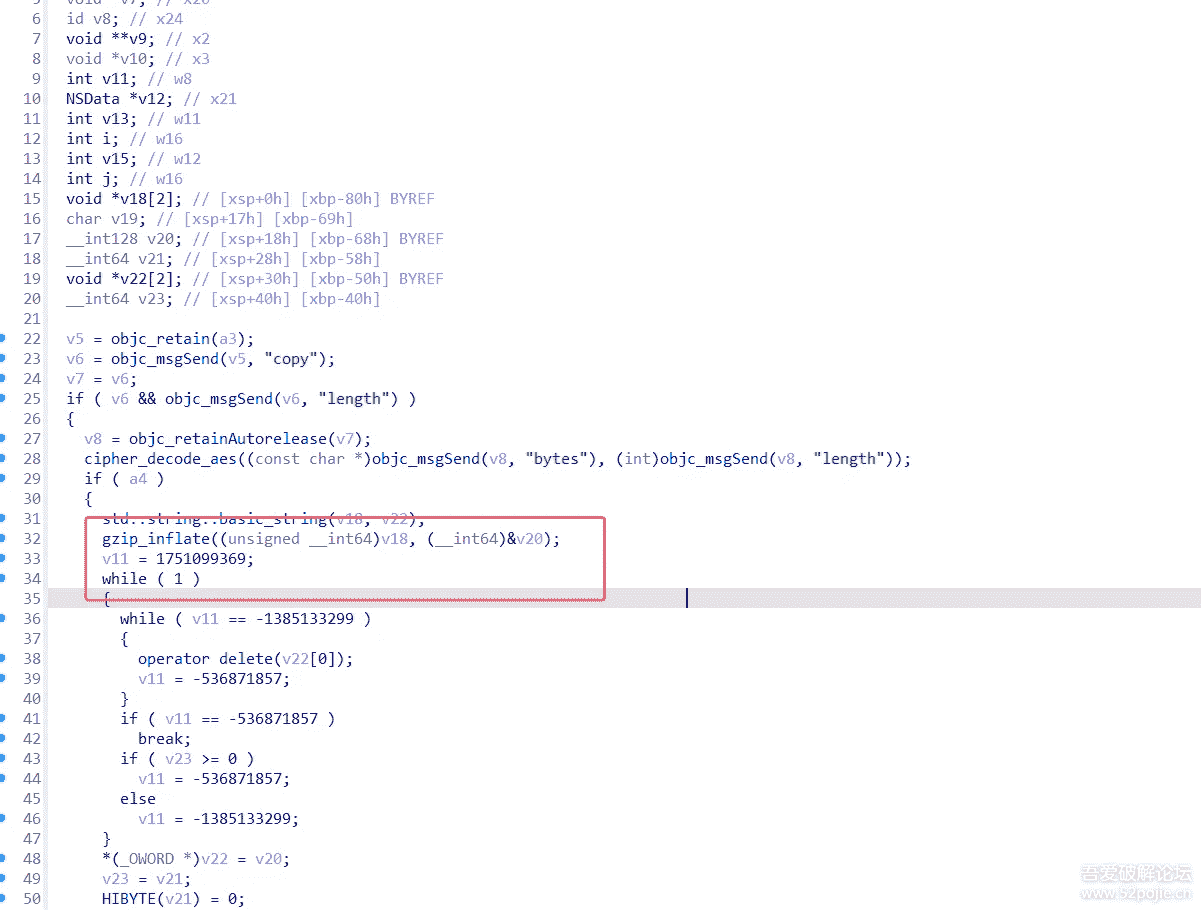 5 void *v7; // x20
6 id v8; // x24
7 void **v9; // x2
8 void *v10; // x3
9 int v11; // w8
10 NSData *v12; // x21
11 int v13; // w11
12 int i; // w16
13 int v15; // w12
14 int j; // w16
15 void *v18[2]; // [xsp+0h] [xbp-80h] BYREF
16 char v19; // [xsp+17h] [xbp-69h]
17 __int128 v20; // [xsp+18h] [xbp-68h] BYREF
18 __int64 v21; // [xsp+28h] [xbp-58h]
19 void *v22[2]; // [xsp+30h] [xbp-50h] BYREF
20 __int64 v23; // [xsp+40h] [xbp-40h]
21
22 v5 = objc_retain(a3);
23 v6 = objc_msgSend(v5, "copy");
24 v7 = v6;
25 if ( v6 && objc_msgSend(v6, "length") )
26 {
27 v8 = objc_retainAutorelease(v7);
28 cipher_decode_aes((const char *)objc_msgSend(v8, "bytes"), (int)objc_msgSend(v8, "length"));
29 if ( a4 )
30 {
31 std::string::basic_string(v18, v22);
32 gzip_inflate((unsigned __int64)v18, (__int64)&v20);
33 v11 = 1751099369;
34 while ( 1 )
35 {
36 while ( v11 == -1385133299 )
37 {
38 operator delete(v22[0]);
39 v11 = -536871857;
40 }
41 if ( v11 == -536871857 )
42 break;
43 if ( v23 >= 0 )
44 v11 = -536871857;
45 else
46 v11 = -1385133299;
47 }
48 *(_OWORD *)v22 = v20;
49 v23 = v21;
50 HIBYTE(v21) = 0;
吾爱破解论坛
www.52pojie.cn